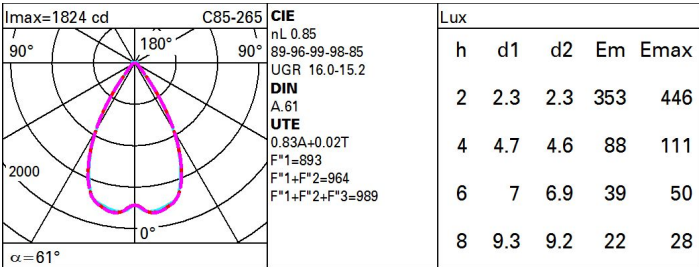 Imax=1824 cd C85-265
90° 180° 90°
2000
0°
α=61°
CIE
nL 0.85
89-96-99-98-85
UGR 16.0-15.2
DIN
A.61
UTE
0.83A+0.02T
F"1=893
F"1+F"2=964
F"1+F"2+F"3=989
Lux
h d1 d2 Em Emax
2 2.3 2.3 353 446
4 4.7 4.6 88 111
6 7 6.9 39 50
8 9.3 9.2 22 28